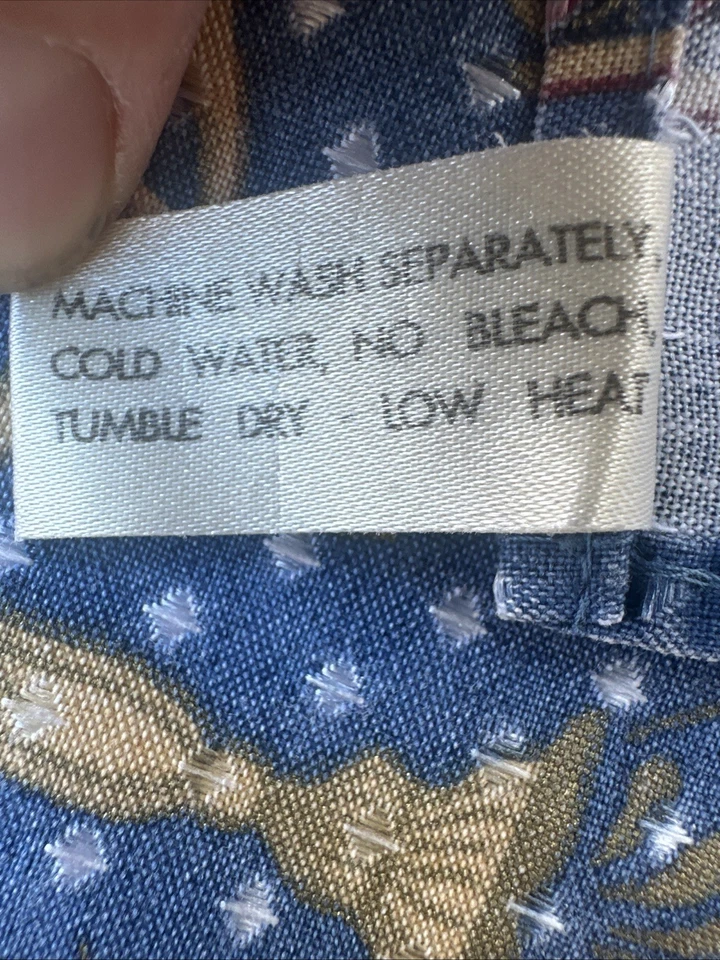 MACHINE WASH SEPARATELY,
COLD WATER, NO BLEACH,
TUMBLE DRY - LOW HEAT